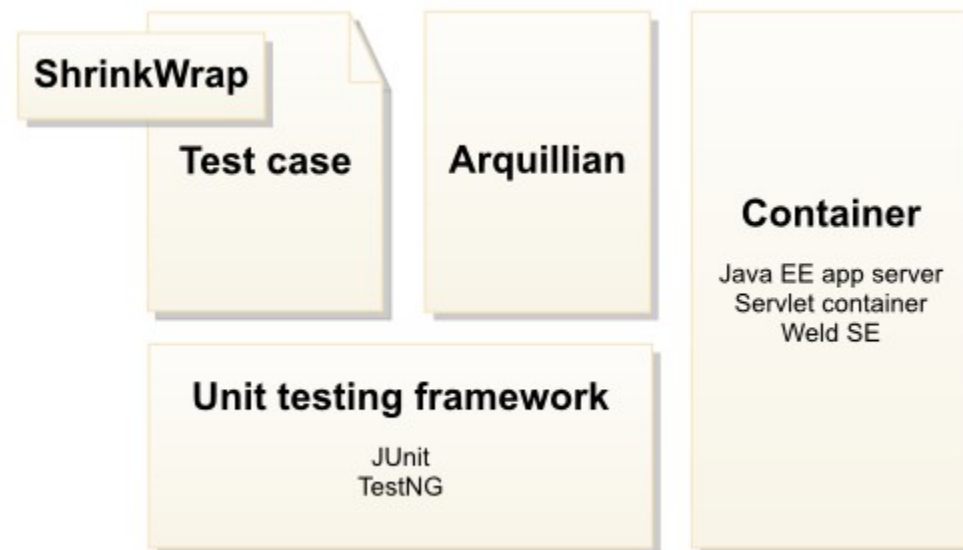 ShrinkWrap
Test case
Arquillian
Container
Java EE app server
Servlet container
Weld SE
Unit testing framework
JUnit
TestNG